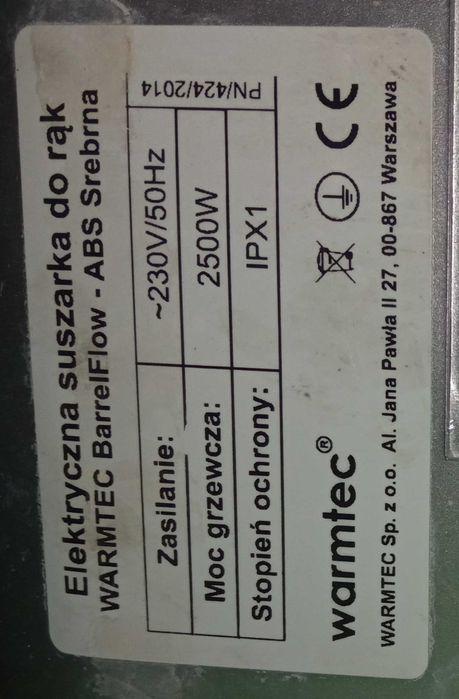 Elektryczna suszarka do rąk
WARMTEC BarrelFlow - ABS Srebrna
PN/424/2014
Zasilanie: ~230V/50Hz
Moc grzewcza: 2500W
Stopień ochrony: IPX1
warmtec® CE
WARMTEC Sp. z o.o. Al. Jana Pawła II 27, 00-867 Warszawa